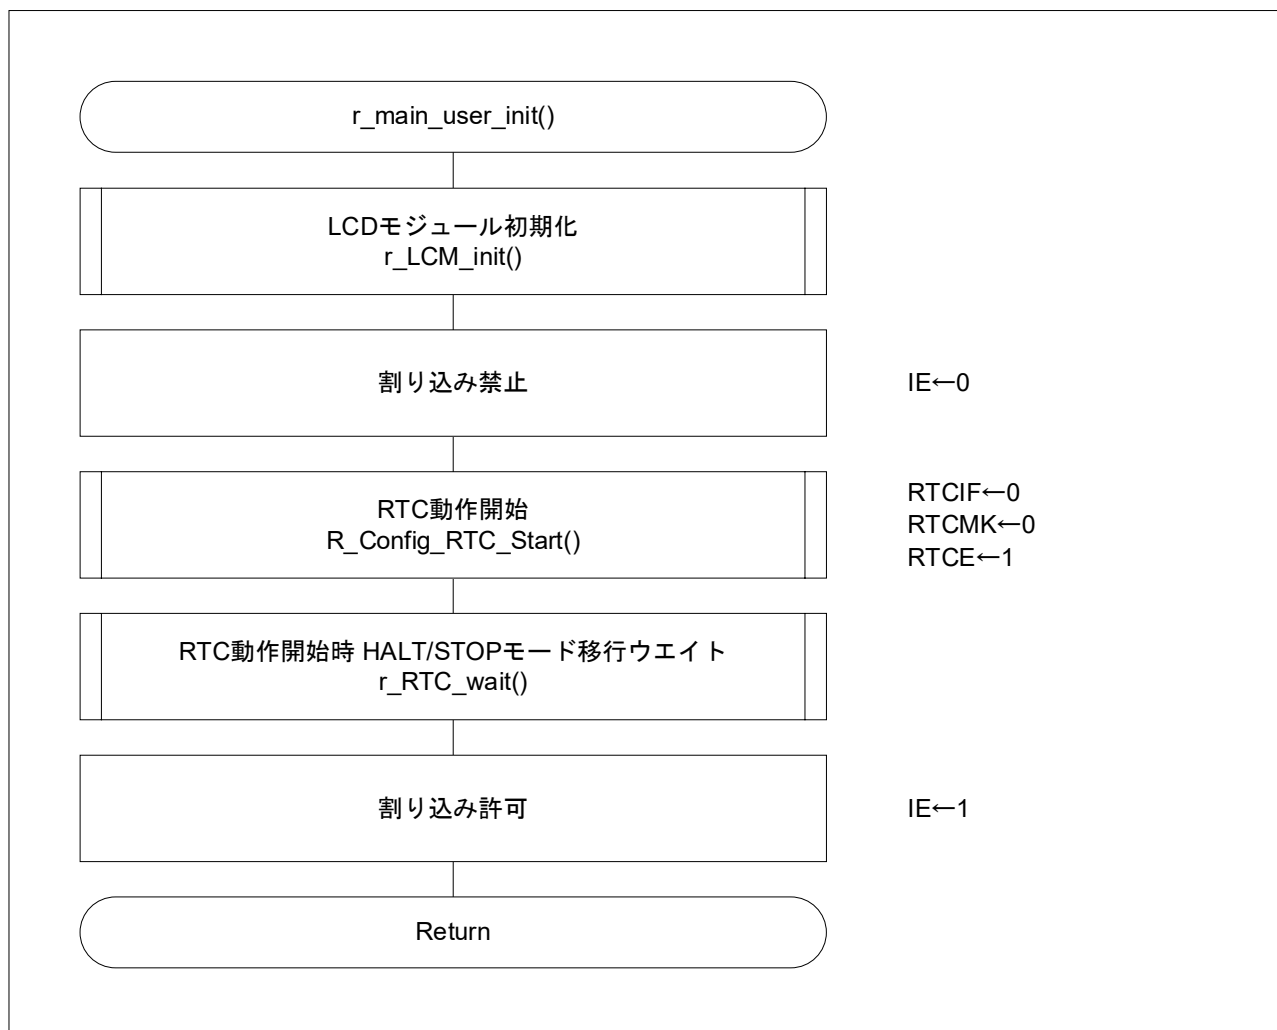 r_main_user_init()
LCDモジュール初期化
r_LCM_init()
割り込み禁止
IE←0
RTC動作開始
R_Config_RTC_Start()
RTCIF←0
RTCMK←0
RTCE←1
RTC動作開始時 HALT/STOPモード移行ウエイト
r_RTC_wait()
割り込み許可
IE←1
Return